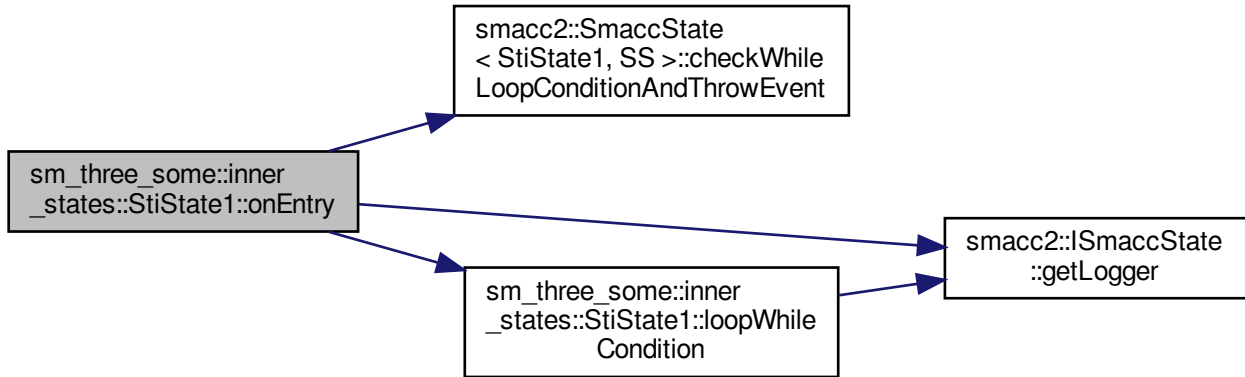 smacc2::SmaccState
< StiState1, SS >::checkWhile
LoopConditionAndThrowEvent
sm_three_some::inner
_states::StiState1::onEntry
smacc2::ISmaccState
::getLogger
sm_three_some::inner
_states::StiState1::loopWhile
Condition